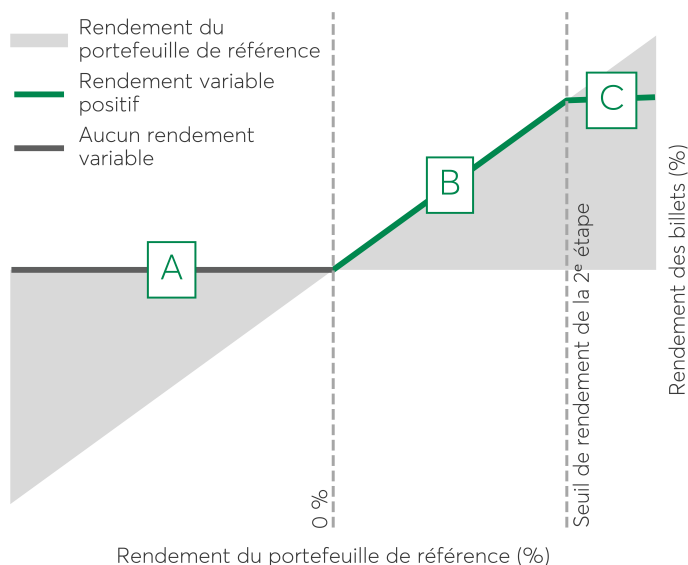 Rendement du
portefeuille de référence
Rendement variable
positif
Aucun rendement
variable
A
B
C
0 %
Seuil de rendement de la 2e étape
Rendement des billets (%)
Rendement du portefeuille de référence (%)